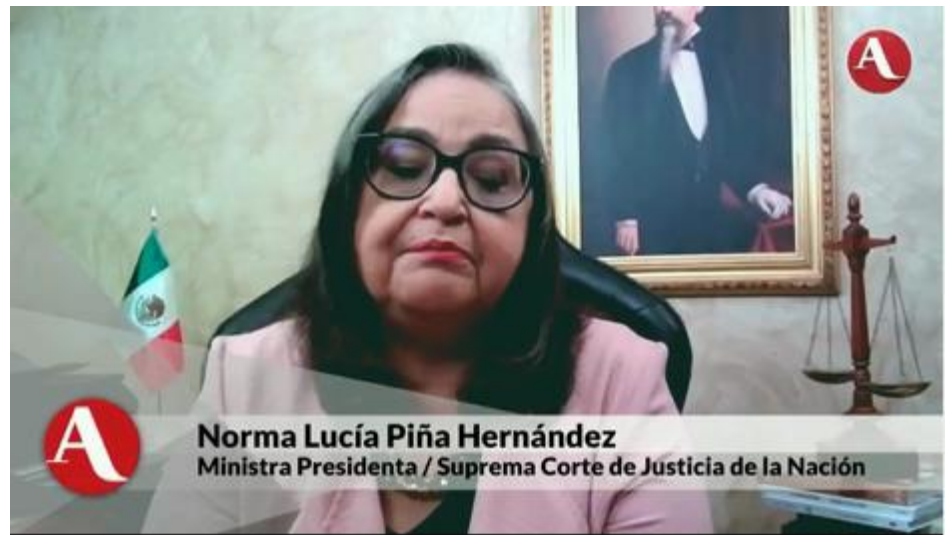 A
A
Norma Lucía Piña Hernández
Ministra Presidenta / Suprema Corte de Justicia de la Nación